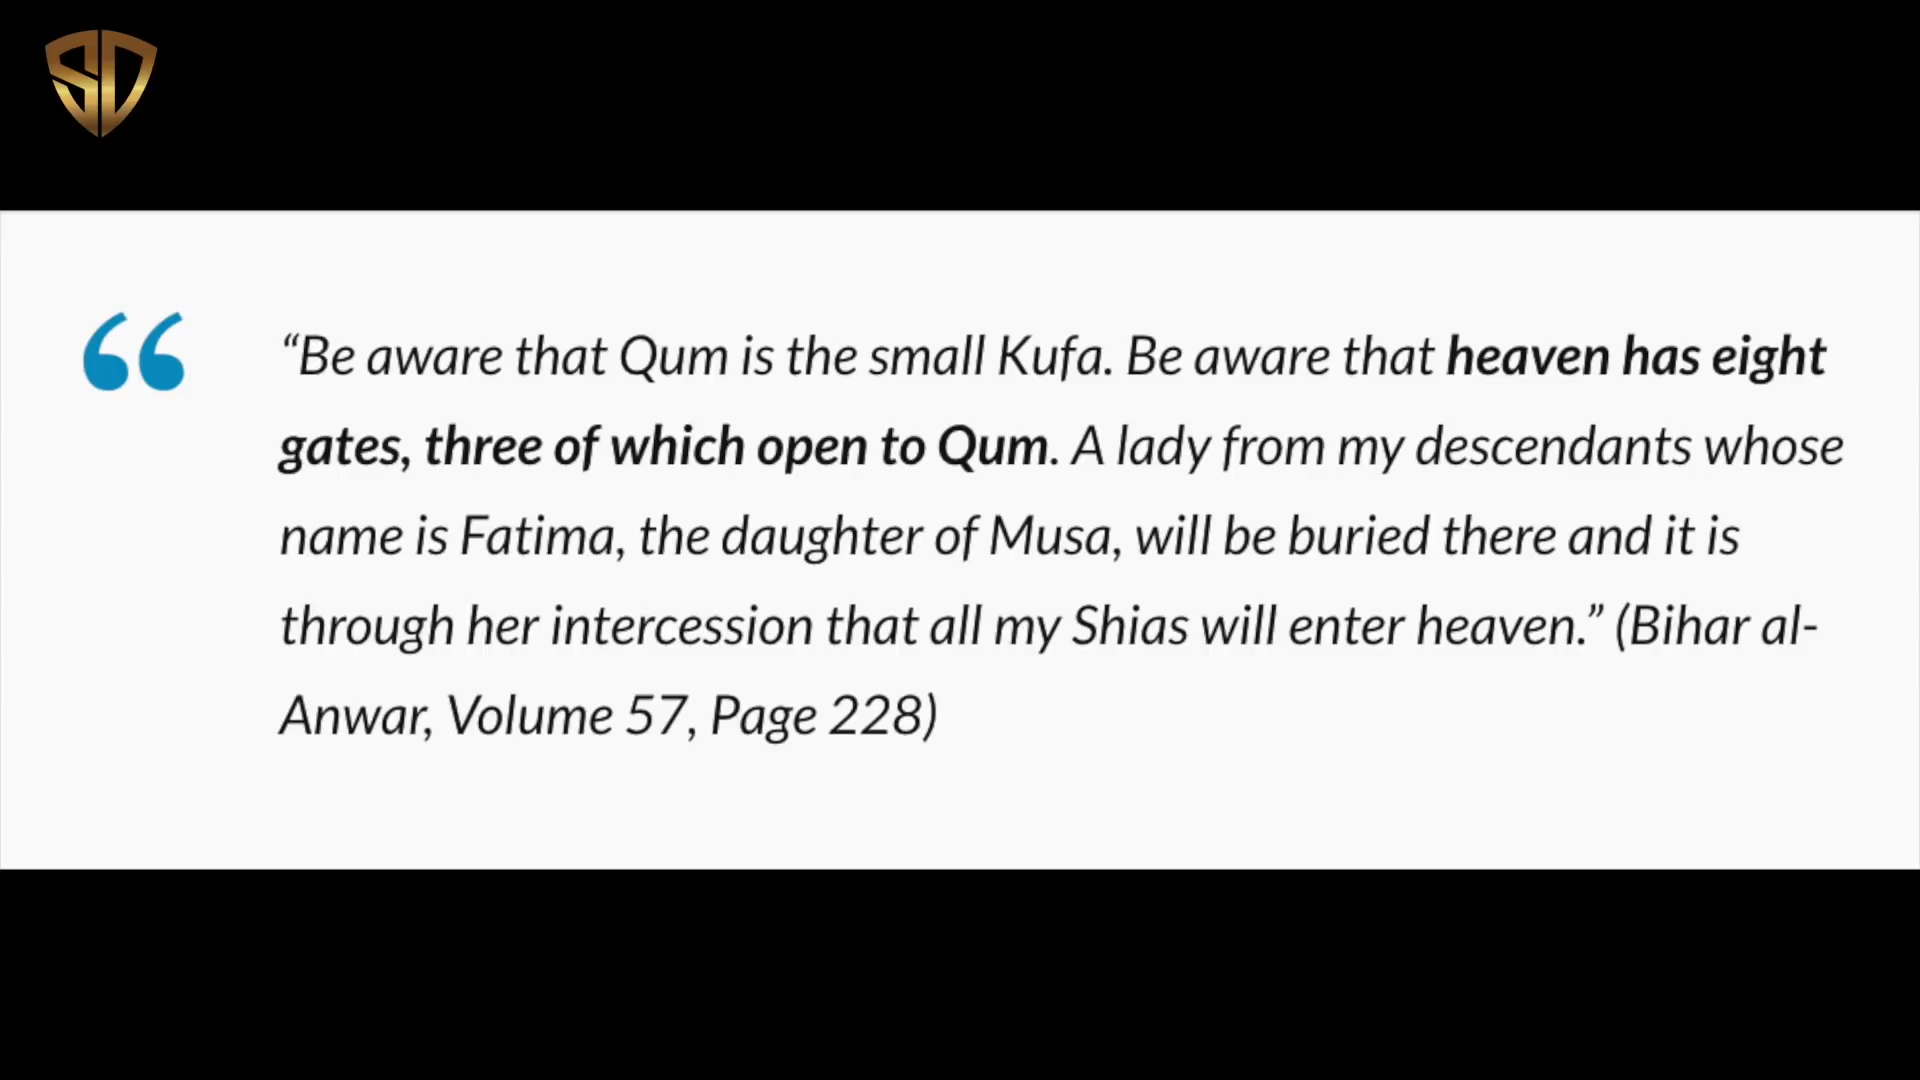 SD
“Be aware that Qum is the small Kufa. Be aware that heaven has eight
gates, three of which open to Qum. A lady from my descendants whose
name is Fatima, the daughter of Musa, will be buried there and it is
through her intercession that all my Shias will enter heaven.” (Bihar al-
Anwar, Volume 57, Page 228)